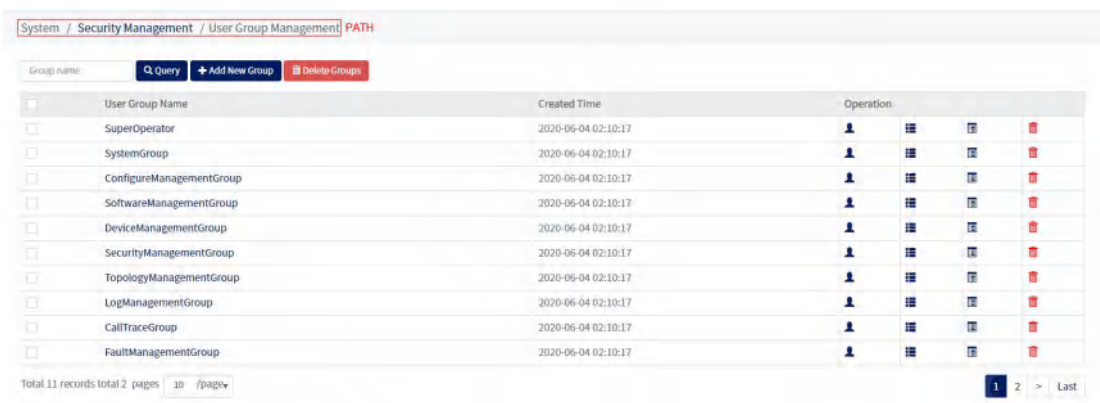 System / Security Management / User Group Management PATH
Group name Query + Add New Group Delete Groups
User Group Name Created Time Operation
SuperOperator 2020-06-04 02:10:17
SystemGroup 2020-06-04 02:10:17
ConfigureManagementGroup 2020-06-04 02:10:17
SoftwareManagementGroup 2020-06-04 02:10:17
DeviceManagementGroup 2020-06-04 02:10:17
SecurityManagementGroup 2020-06-04 02:10:17
TopologyManagementGroup 2020-06-04 02:10:17
LogManagementGroup 2020-06-04 02:10:17
CallTraceGroup 2020-06-04 02:10:17
FaultManagementGroup 2020-06-04 02:10:17
Total 11 records total 2 pages 10 /page 1 2 > Last